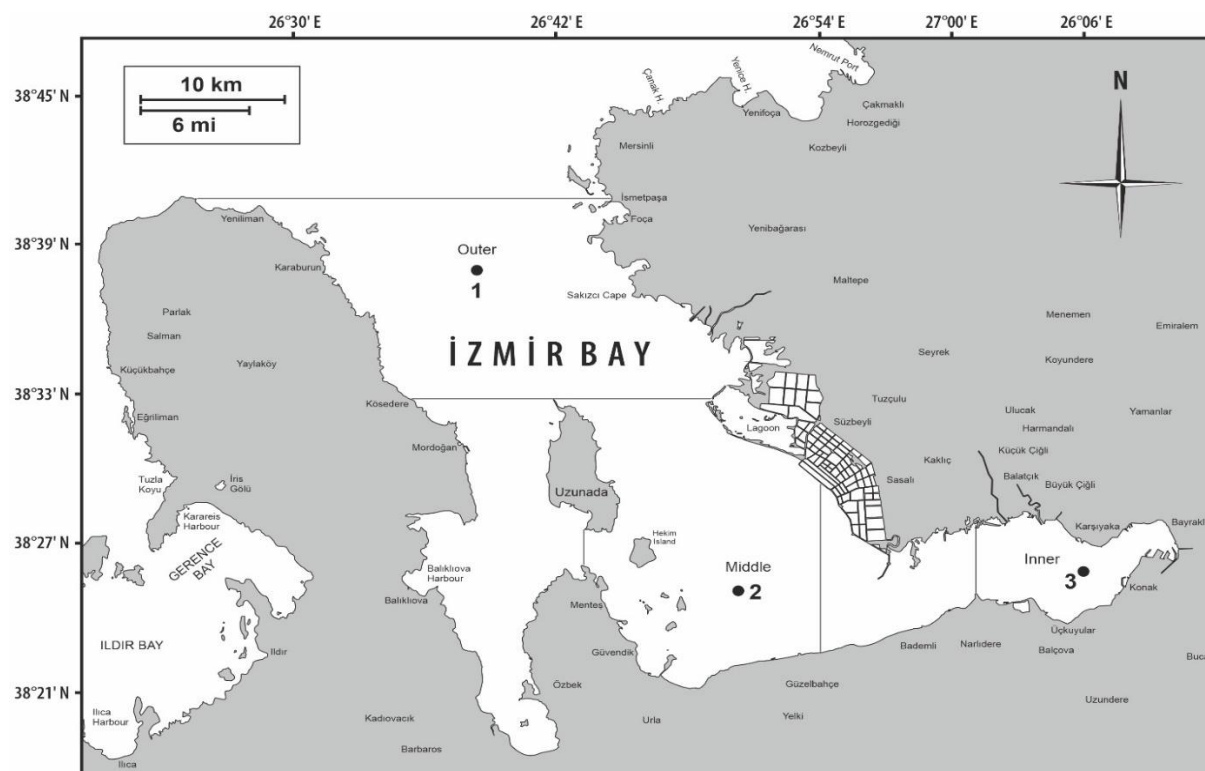 26°30' E
26°42' E
26°54' E
27°00' E
26°06' E
38°45' N
38°39' N
38°33' N
38°27' N
38°21' N
10 km
6 mi
N
Nemrut Port
Çanak H.
Yenice H.
Yenifoça
Çakmaklı
Horozgediği
Kozbeyli
Mersinli
İsmetpaşa
Foça
Yenibağarası
Yeniliman
Karaburun
Outer
1
Sakızcı Cape
Maltepe
Parlak
Salman
Küçükbahçe
Yaylaköy
İZMİR BAY
Menemen
Emiralem
Seyrek
Koyundere
Eğriliman
Kösedere
Mordoğan
Lagoon
Tuzçulu
Süzbeyli
Ulucak
Yamanlar
Harmandalı
Küçük Çiğli
Kaklıç
Balatçık
Büyük Çiğli
Sasalı
Tuzla
Koyu
İris
Gölü
Uzunada
Karareis
Harbour
GERENCE
BAY
Hekim
Island
Karşıyaka
Bayraklı
Balıklıova
Harbour
Balıklıova
Middle
2
Inner
3
Konak
Menteş
ILDIR BAY
Ildır
Güvendik
Bademli
Narlıdere
Üçkuyular
Balçova
Buca
Özbek
Güzelbahçe
Uzundere
Ilıca
Harbour
Kadıovacık
Urla
Yelki
Barbaros
Ilıca